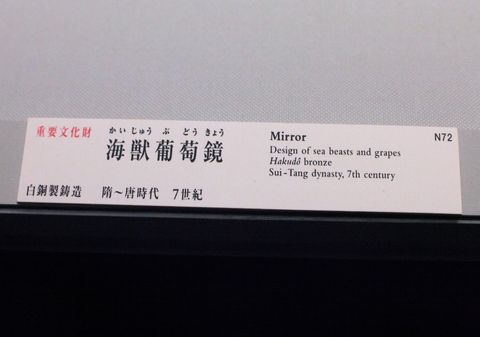 重要文化財
かいじゅうぶどうきょう
海獣葡萄鏡
白銅製鋳造 隋～唐時代 7世紀
Mirror
Design of sea beasts and grapes
Hakudō bronze
Sui-Tang dynasty, 7th century
N72